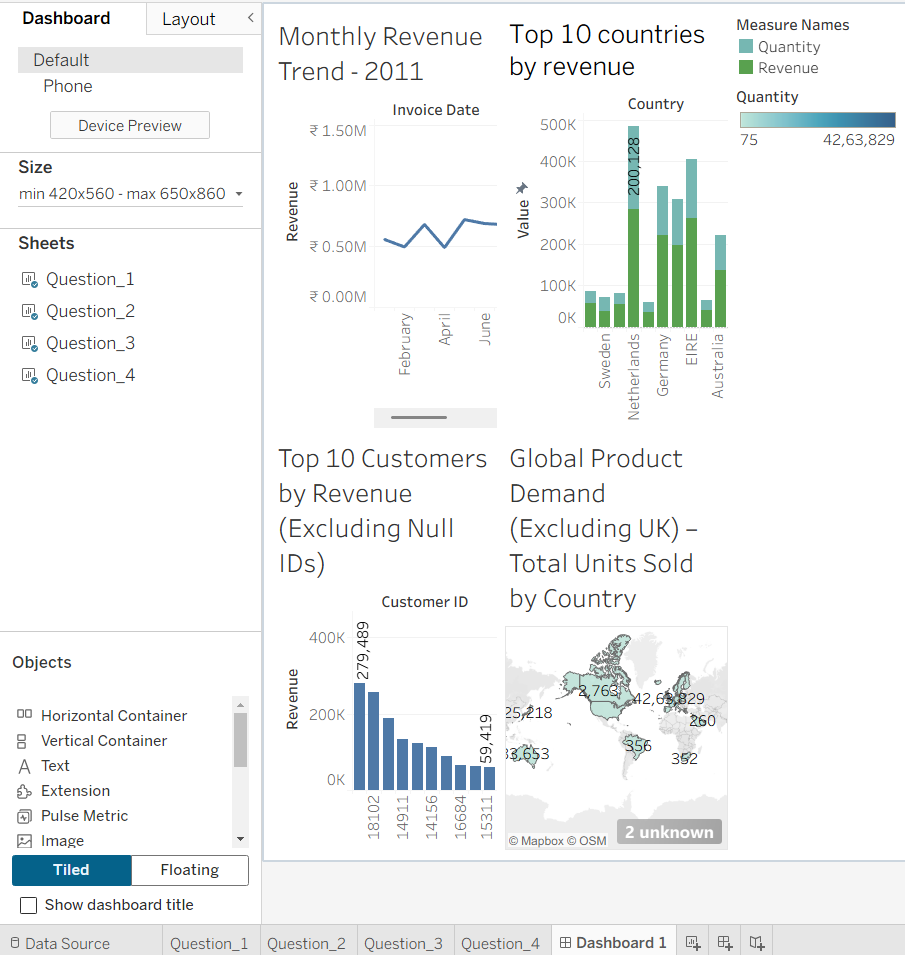 Dashboard
Layout
<
Default
Phone
Device Preview
Size
min 420x560 - max 650x860
Sheets
Question_1
Question_2
Question_3
Question_4
Objects
Horizontal Container
Vertical Container
A Text
Extension
Pulse Metric
Image
Tiled
Floating
Show dashboard title
Monthly Revenue
Trend - 2011
Invoice Date
Revenue
₹ 1.50M
₹ 1.00M
₹ 0.50M
₹ 0.00M
February
April
June
Top 10 countries
by revenue
Country
Value
500K
400K
300K
200K
100K
0K
200,128
Sweden
Netherlands
Germany
EIRE
Australia
Measure Names
Quantity
Revenue
Quantity
75
42,63,829
Top 10 Customers
by Revenue
(Excluding Null
IDs)
Customer ID
Revenue
400K
200K
0K
279,489
59,419
18102
14911
14156
16684
15311
Global Product
Demand
(Excluding UK) –
Total Units Sold
by Country
2,763
42,63,829
25,218
260
33,653
356
352
2 unknown
© Mapbox © OSM
Data Source
Question_1
Question_2
Question_3
Question_4
Dashboard 1